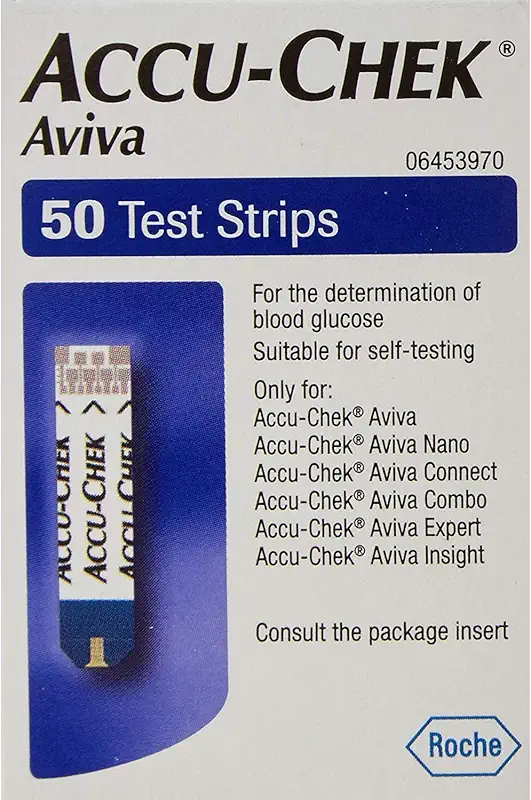 ACCU-CHEK®
Aviva
06453970
50 Test Strips
For the determination of
blood glucose
Suitable for self-testing
Only for:
Accu-Chek® Aviva
Accu-Chek® Aviva Nano
Accu-Chek® Aviva Connect
Accu-Chek® Aviva Combo
Accu-Chek® Aviva Expert
Accu-Chek® Aviva Insight
Consult the package insert
ACCU-CHEK >
ACCU-CHEK >
ACCU-CHEK >
Roche